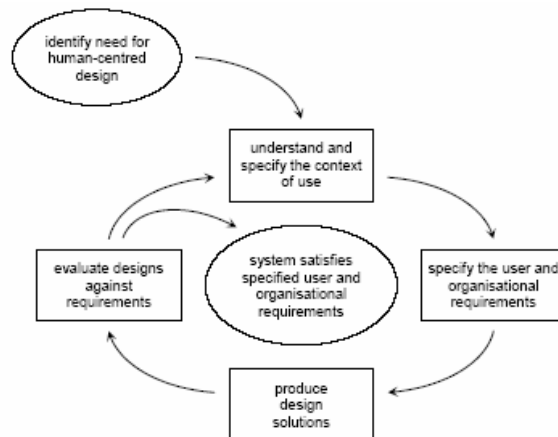 identify need for
human-centred
design
understand and
specify the context
of use
evaluate designs
against
requirements
system satisfies
specified user and
organisational
requirements
specify the user and
organisational
requirements
produce
design
solutions